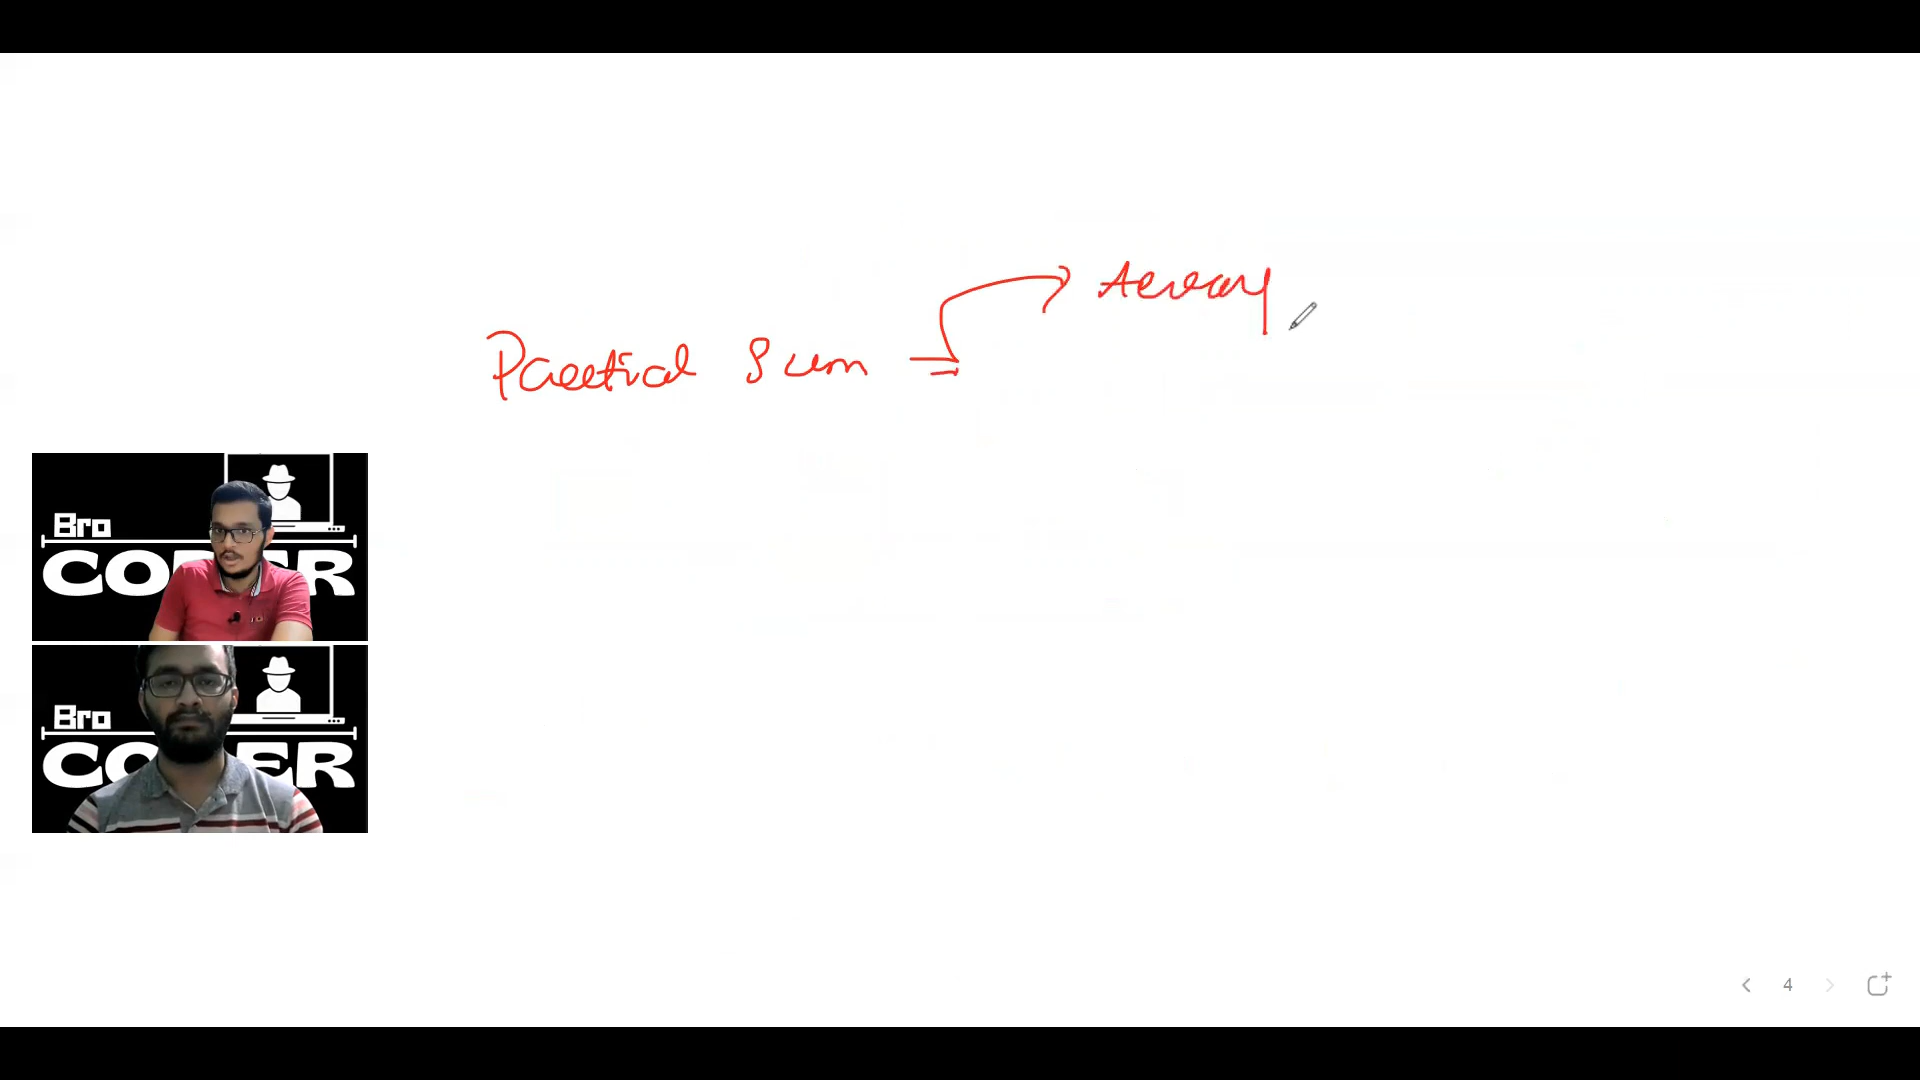 Array
Partial Sum =
Bro
CODER
Bro
CODER
4